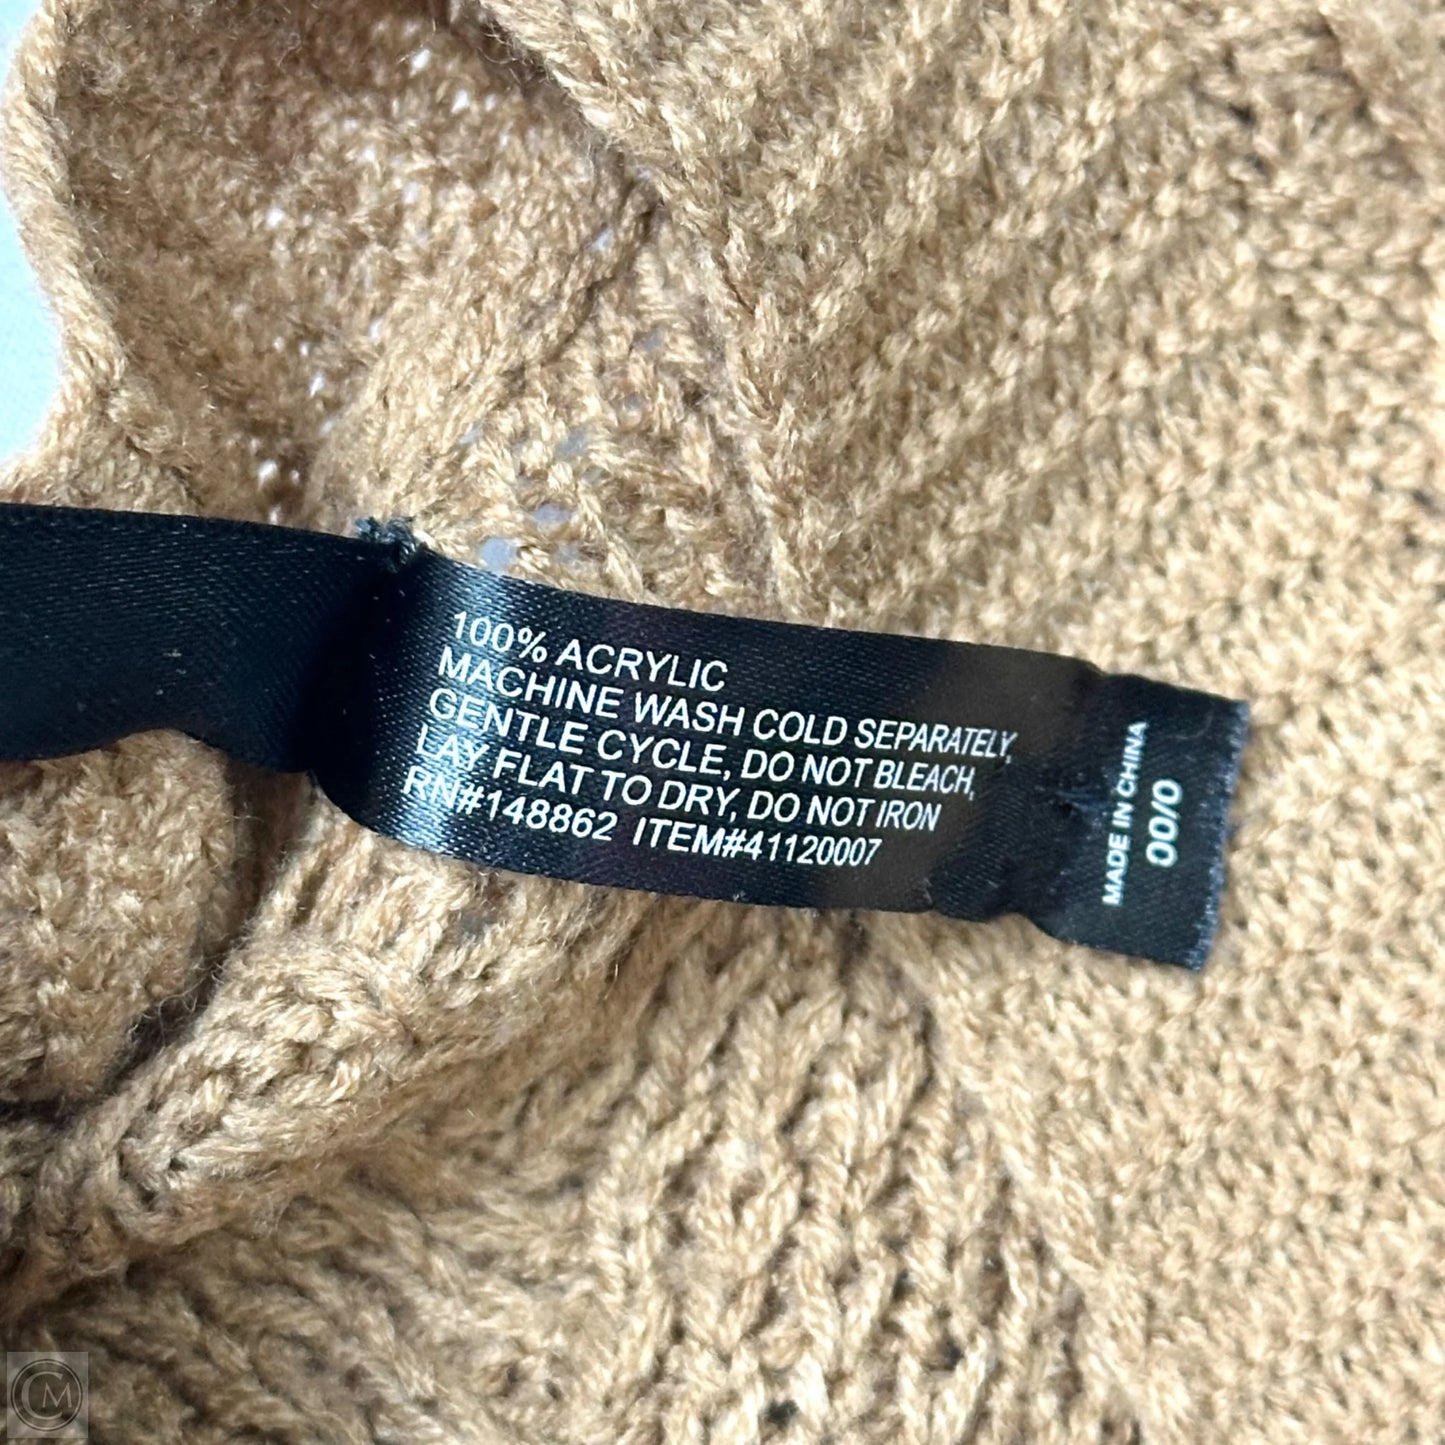 100% ACRYLIC
MACHINE WASH COLD SEPARATELY,
GENTLE CYCLE, DO NOT BLEACH,
LAY FLAT TO DRY, DO NOT IRON
RN#148862 ITEM#41120007
MADE IN CHINA
00/0
CM